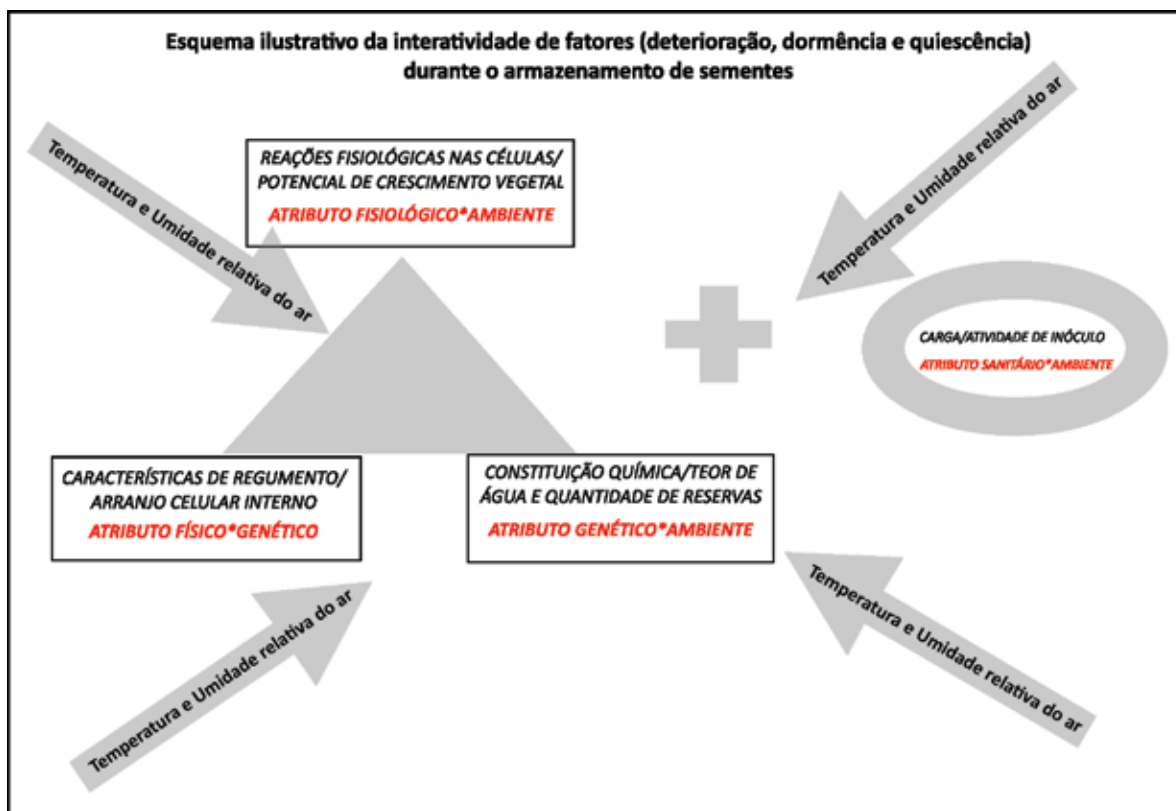 Esquema ilustrativo da interatividade de fatores (deterioração, dormência e quiescência)
durante o armazenamento de sementes
Temperatura e Umidade relativa do ar
REAÇÕES FISIOLÓGICAS NAS CÉLULAS/
POTENCIAL DE CRESCIMENTO VEGETAL
ATRIBUTO FISIOLÓGICO*AMBIENTE
Temperatura e Umidade relativa do ar
CARGA/ATIVIDADE DE INÓCULO
ATRIBUTO SANITÁRIO*AMBIENTE
CARACTERÍSTICAS DE REGUMENTO/
ARRANJO CELULAR INTERNO
ATRIBUTO FÍSICO*GENÉTICO
CONSTITUIÇÃO QUÍMICA/TEOR DE
ÁGUA E QUANTIDADE DE RESERVAS
ATRIBUTO GENÉTICO*AMBIENTE
Temperatura e Umidade relativa do ar
Temperatura e Umidade relativa do ar